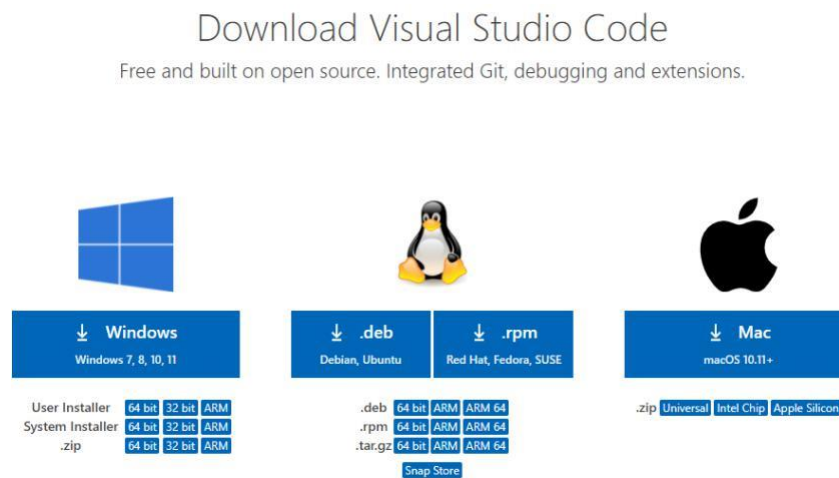 Download Visual Studio Code
Free and built on open source. Integrated Git, debugging and extensions.
Windows
Windows 7, 8, 10, 11
User Installer 64 bit 32 bit ARM
System Installer 64 bit 32 bit ARM
.zip 64 bit 32 bit ARM
.deb
Debian, Ubuntu
.rpm
Red Hat, Fedora, SUSE
.deb 64 bit ARM ARM 64
.rpm 64 bit ARM ARM 64
.tar.gz 64 bit ARM ARM 64
Snap Store
Mac
macOS 10.11+
.zip Universal Intel Chip Apple Silicon